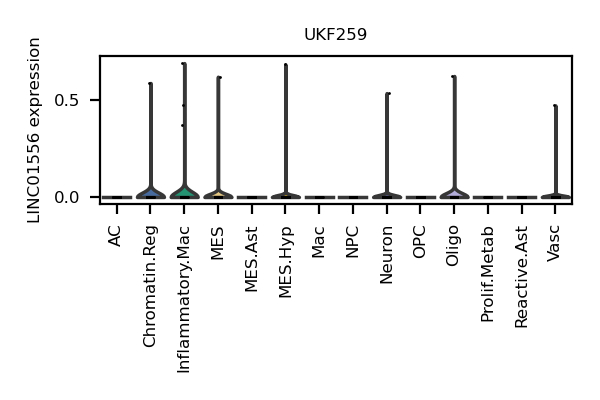 UKF259
LINC01556 expression
0.5
0.0
AC
Chromatin.Reg
Inflammatory.Mac
MES
MES.Ast
MES.Hyp
Mac
NPC
Neuron
OPC
Oligo
Prolif.Metab
Reactive.Ast
Vasc